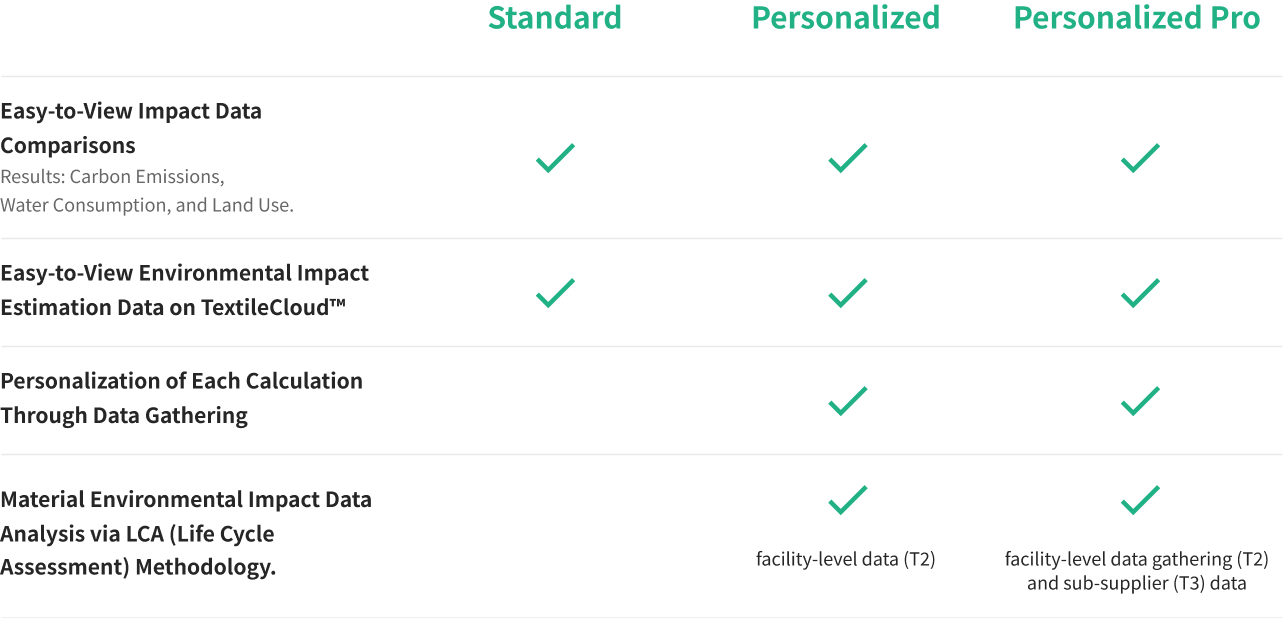 Standard Personalized Personalized Pro
Easy-to-View Impact Data
Comparisons
Results: Carbon Emissions,
Water Consumption, and Land Use.
Easy-to-View Environmental Impact
Estimation Data on TextileCloud™
Personalization of Each Calculation
Through Data Gathering
Material Environmental Impact Data
Analysis via LCA (Life Cycle
Assessment) Methodology.
facility-level data (T2)
facility-level data gathering (T2)
and sub-supplier (T3) data